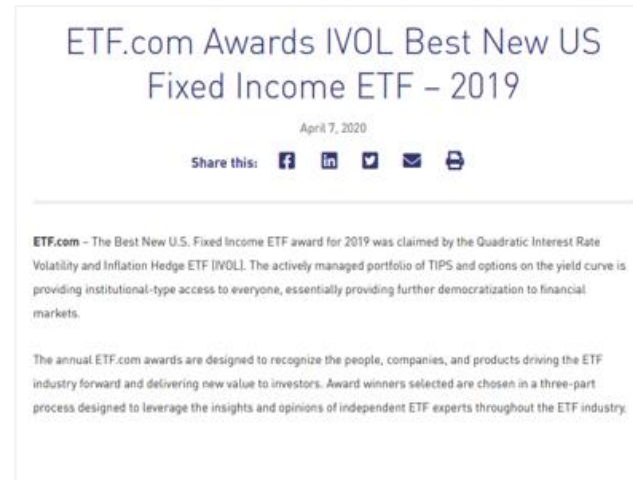 ETF.com Awards IVOL Best New US
Fixed Income ETF – 2019
April 7, 2020
Share this:
ETF.com – The Best New U.S. Fixed Income ETF award for 2019 was claimed by the Quadratic Interest Rate
Volatility and Inflation Hedge ETF (IVOL). The actively managed portfolio of TIPS and options on the yield curve is
providing institutional-type access to everyone, essentially providing further democratization to financial
markets.
The annual ETF.com awards are designed to recognize the people, companies, and products driving the ETF
industry forward and delivering new value to investors. Award winners selected are chosen in a three-part
process designed to leverage the insights and opinions of independent ETF experts throughout the ETF industry.